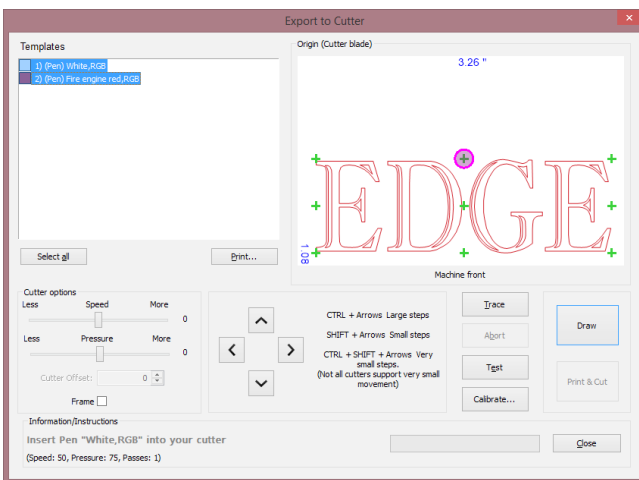 Export to Cutter
Templates
1) (Pen) White,RGB
2) (Pen) Fire engine red,RGB
Select all
Print...
Origin (Cutter blade)
3.26 "
EDGE
1.08
Machine front
Cutter options
Less Speed More
0
Less Pressure More
0
Cutter Offset: 0
Frame
CTRL + Arrows Large steps
SHIFT + Arrows Small steps
CTRL + SHIFT + Arrows Very
small steps.
(Not all cutters support very small
movement)
Trace
Abort
Test
Calibrate...
Draw
Print & Cut
Information/Instructions
Insert Pen "White,RGB" into your cutter
(Speed: 50, Pressure: 75, Passes: 1)
Close